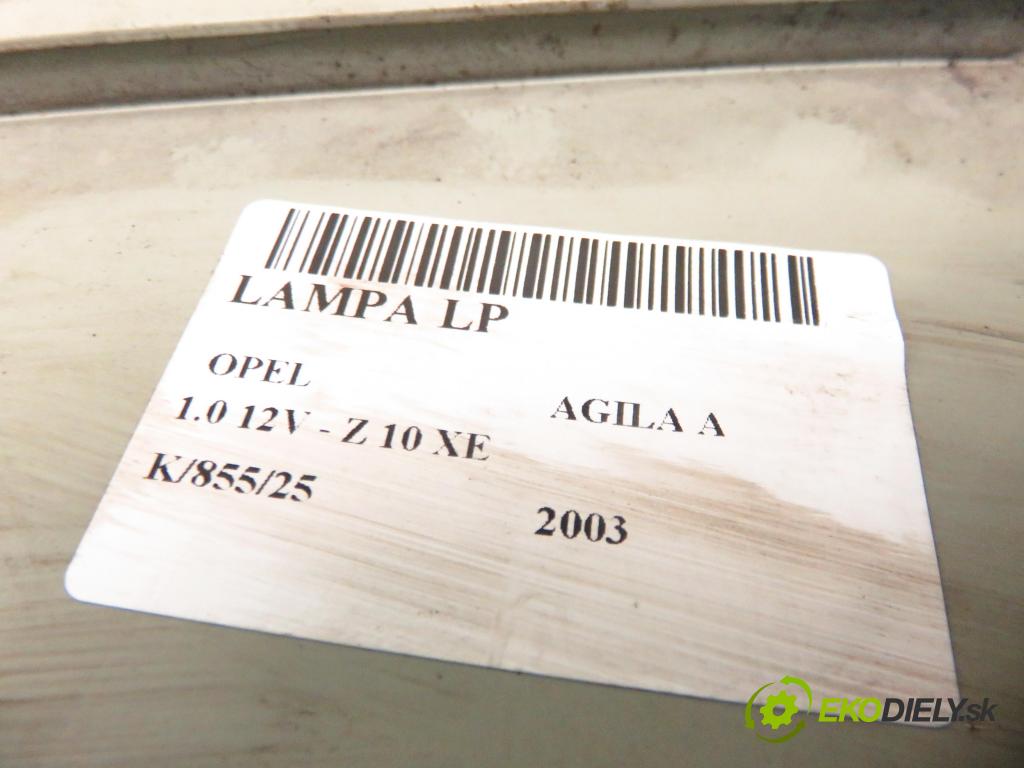 LAMPA LP
OPEL AGILA A
1.0 12V - Z 10 XE
K/855/25 2003
EKODIELY.sk